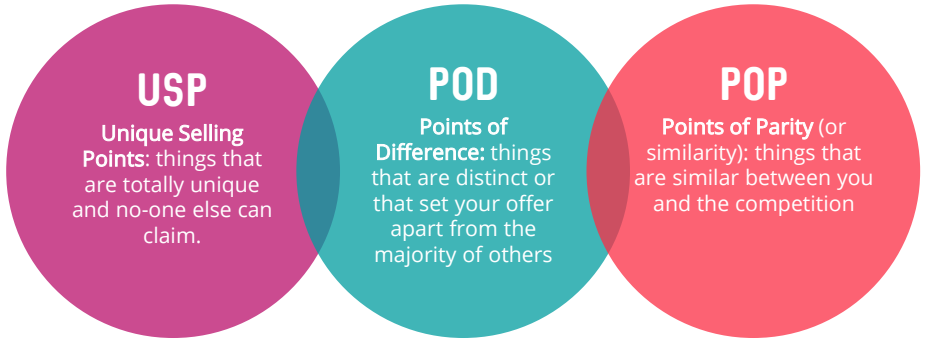 USP
Unique Selling
Points: things that
are totally unique
and no-one else can
claim.
POD
Points of
Difference: things
that are distinct or
that set your offer
apart from the
majority of others
POP
Points of Parity (or
similarity): things that
are similar between you
and the competition